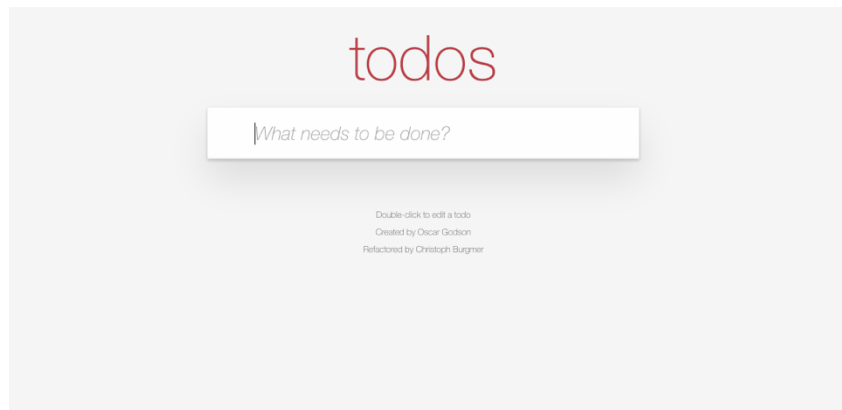 todos
What needs to be done?
Double-click to edit a todo
Created by Oscar Godson
Refactored by Christoph Burgmer